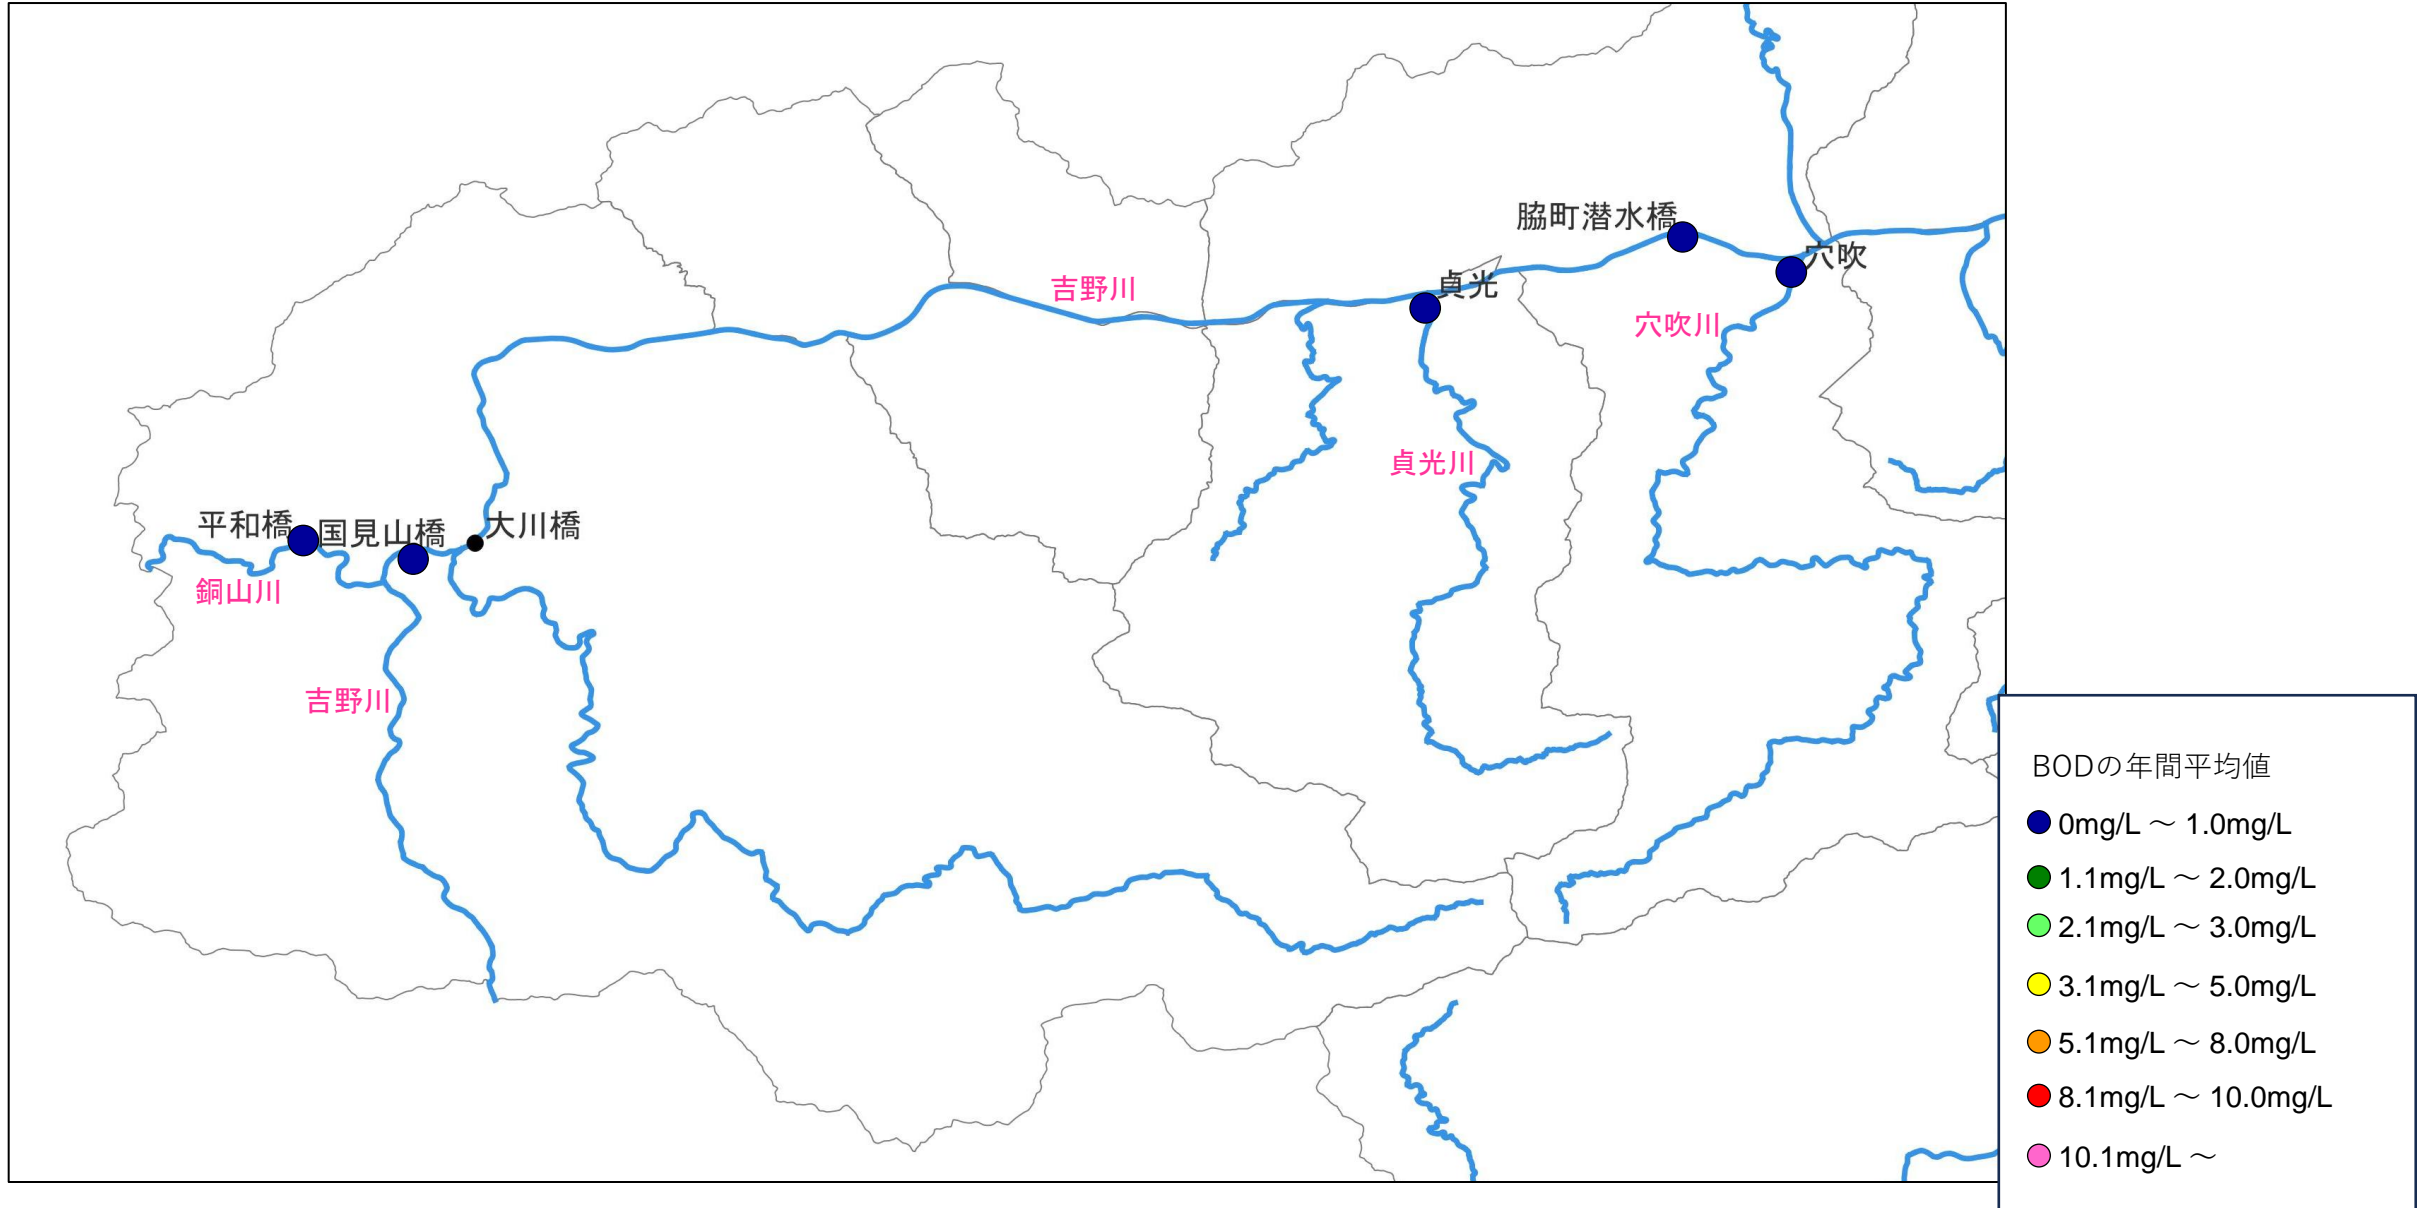 脇町潜水橋
穴吹
吉野川
貞光
穴吹川
貞光川
平和橋
国見山橋
大川橋
銅山川
吉野川
BODの年間平均値
0mg/L ～ 1.0mg/L
1.1mg/L ～ 2.0mg/L
2.1mg/L ～ 3.0mg/L
3.1mg/L ～ 5.0mg/L
5.1mg/L ～ 8.0mg/L
8.1mg/L ～ 10.0mg/L
10.1mg/L ～